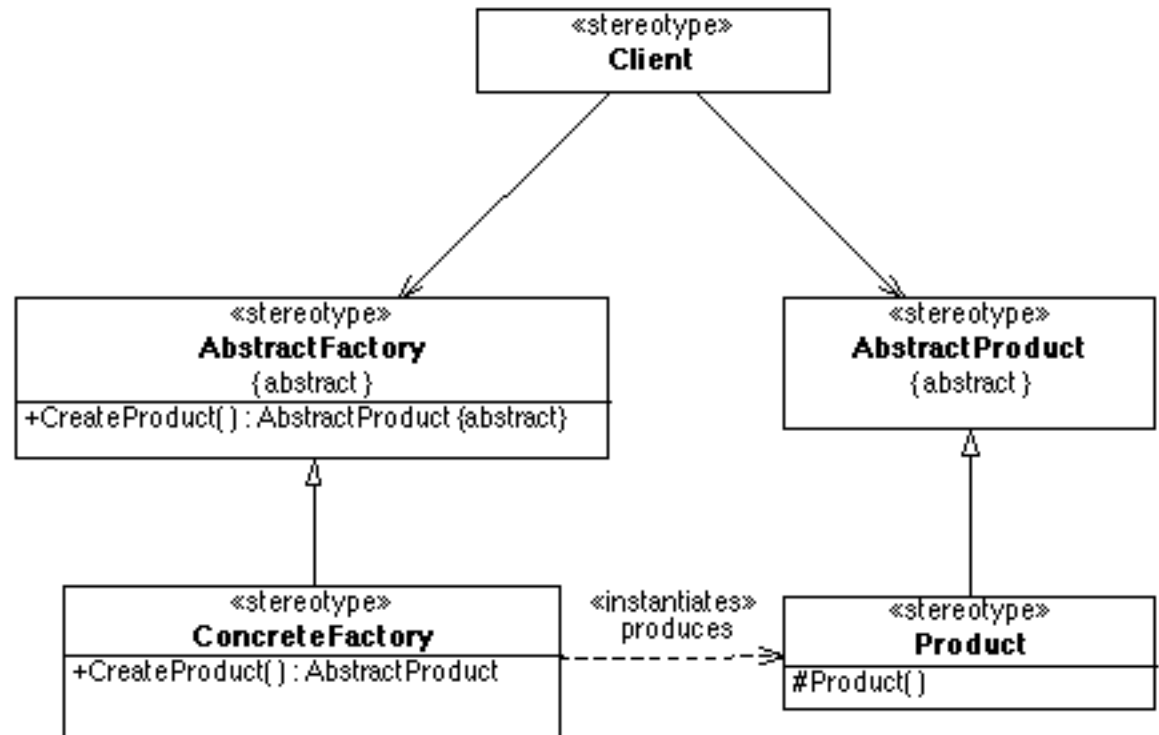 «stereotype»
Client
«stereotype»
AbstractFactory
{abstract}
+CreateProduct() : AbstractProduct {abstract}
«stereotype»
AbstractProduct
{abstract}
«stereotype»
ConcreteFactory
+CreateProduct() : AbstractProduct
«instantiates»
produces
«stereotype»
Product
#Product()